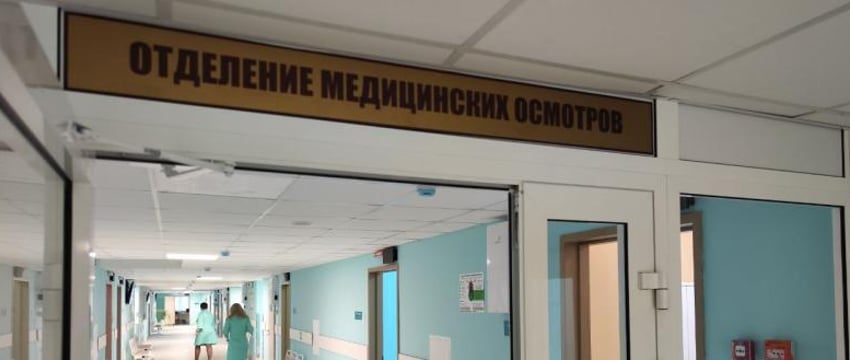 ОТДЕЛЕНИЕ МЕДИЦИНСКИХ ОСМОТРОВ